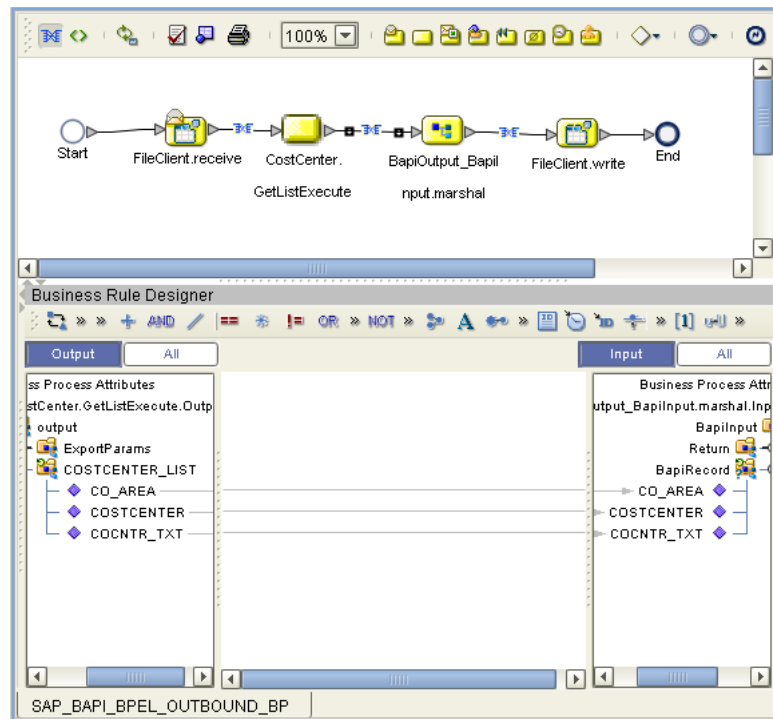 100%
Start
FileClient.receive
CostCenter.
GetListExecute
BapiOutput_BapiI
nput.marshal
FileClient.write
End
Business Rule Designer
» » AND == != OR » NOT » A » [1] »
Output All Input All
ss Process Attributes
stCenter.GetListExecute.Outp
output
ExportParams
COSTCENTER_LIST
CO_AREA
COSTCENTER
COCNTR_TXT
Business Process Attr
utput_BapiInput.marshal.Inp
BapiInput
Return
BapiRecord
CO_AREA
COSTCENTER
COCNTR_TXT
SAP_BAPI_BPEL_OUTBOUND_BP